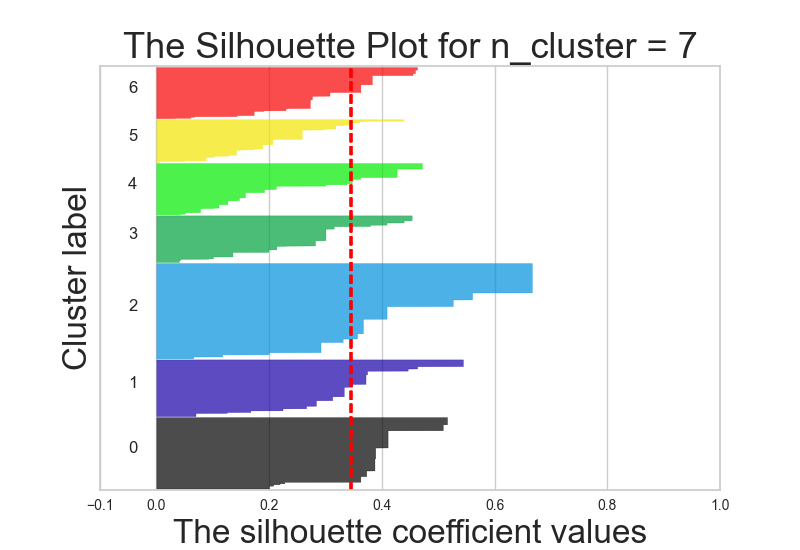 The Silhouette Plot for n_cluster = 7
Cluster label
6
5
4
3
2
1
0
−0.1 0.0 0.2 0.4 0.6 0.8 1.0
The silhouette coefficient values